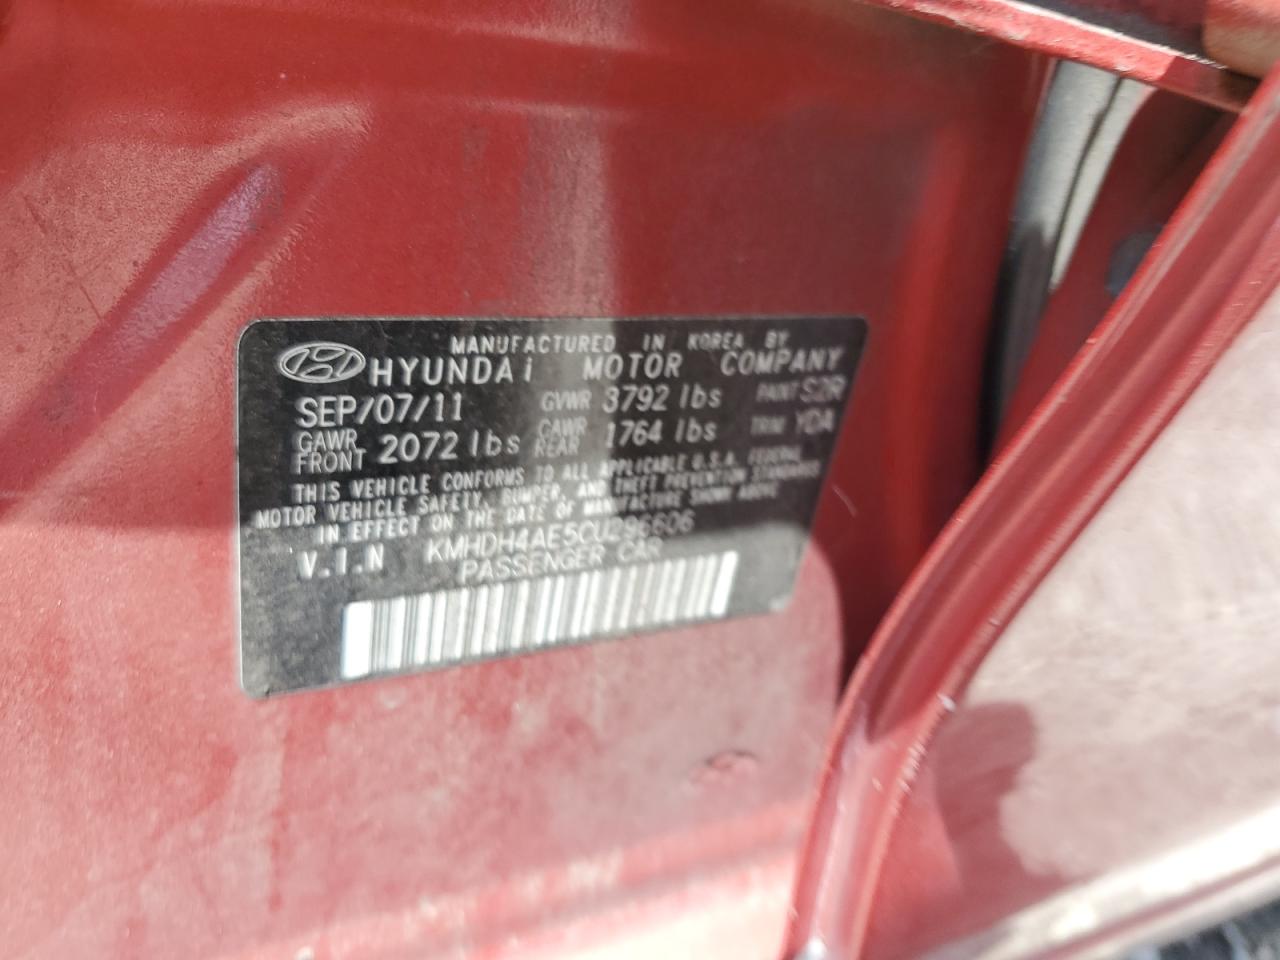 MANUFACTURED IN KOREA BY
HYUNDAI MOTOR COMPANY
SEP/07/11 GVWR 3792 lbs PAINT S2R
GAWR FRONT 2072 lbs GAWR REAR 1764 lbs TRIM YDA
THIS VEHICLE CONFORMS TO ALL APPLICABLE U.S.A. FEDERAL
MOTOR VEHICLE SAFETY, BUMPER, AND THEFT PREVENTION STANDARDS
IN EFFECT ON THE DATE OF MANUFACTURE SHOWN ABOVE
V.I.N KMHDH4AE5CU296606
PASSENGER CAR